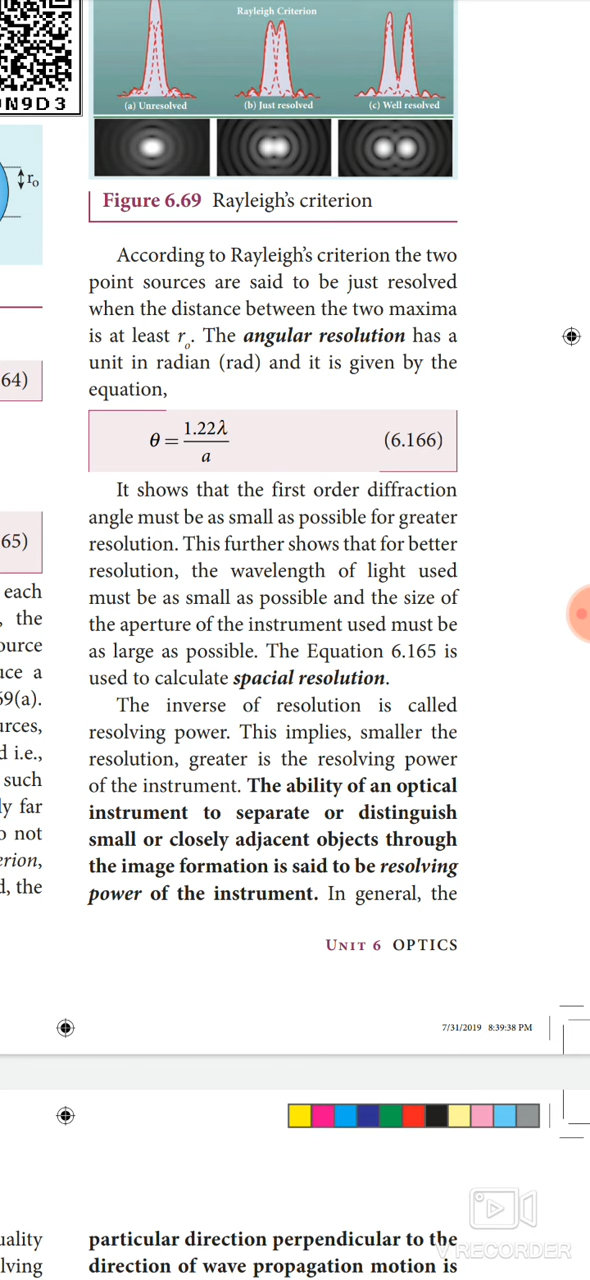 N9D3
Rayleigh Criterion
(a) Unresolved (b) Just resolved (c) Well resolved
rₒ
Figure 6.69 Rayleigh's criterion
According to Rayleigh's criterion the two
point sources are said to be just resolved
when the distance between the two maxima
is at least rₒ. The angular resolution has a
unit in radian (rad) and it is given by the
equation,
64)
θ = 1.22λ / a (6.166)
It shows that the first order diffraction
angle must be as small as possible for greater
resolution. This further shows that for better
resolution, the wavelength of light used
must be as small as possible and the size of
the aperture of the instrument used must be
as large as possible. The Equation 6.165 is
used to calculate spacial resolution.
The inverse of resolution is called
resolving power. This implies, smaller the
resolution, greater is the resolving power
of the instrument. The ability of an optical
instrument to separate or distinguish
small or closely adjacent objects through
the image formation is said to be resolving
power of the instrument. In general, the
65)
each
, the
ource
uce a
69(a).
urces,
d i.e.,
such
ly far
o not
erion,
d, the
UNIT 6 OPTICS
7/31/2019 8:39:38 PM
uality
lving
particular direction perpendicular to the
direction of wave propagation motion is
V RECORDER